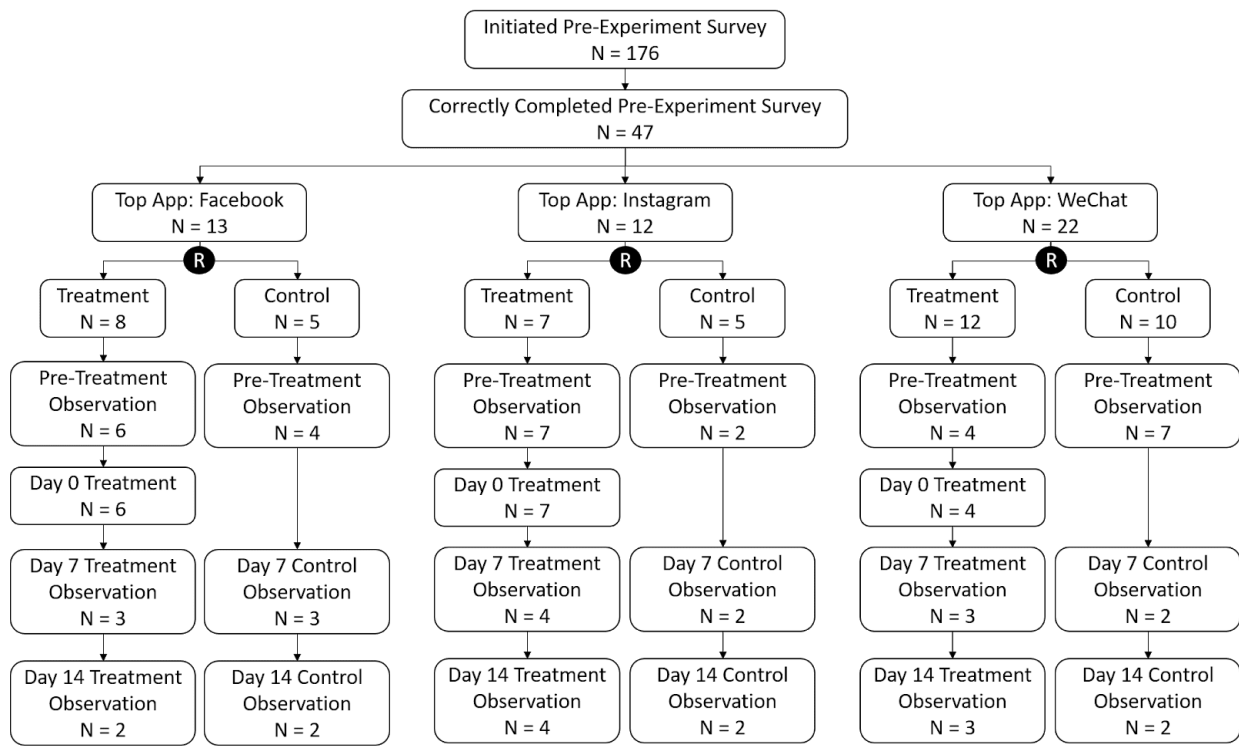 Initiated Pre-Experiment Survey
N = 176
Correctly Completed Pre-Experiment Survey
N = 47
Top App: Facebook
N = 13
Top App: Instagram
N = 12
Top App: WeChat
N = 22
R
R
R
Treatment
N = 8
Control
N = 5
Treatment
N = 7
Control
N = 5
Treatment
N = 12
Control
N = 10
Pre-Treatment
Observation
N = 6
Pre-Treatment
Observation
N = 4
Pre-Treatment
Observation
N = 7
Pre-Treatment
Observation
N = 2
Pre-Treatment
Observation
N = 4
Pre-Treatment
Observation
N = 7
Day 0 Treatment
N = 6
Day 0 Treatment
N = 7
Day 0 Treatment
N = 4
Day 7 Treatment
Observation
N = 3
Day 7 Control
Observation
N = 3
Day 7 Treatment
Observation
N = 4
Day 7 Control
Observation
N = 2
Day 7 Treatment
Observation
N = 3
Day 7 Control
Observation
N = 2
Day 14 Treatment
Observation
N = 2
Day 14 Control
Observation
N = 2
Day 14 Treatment
Observation
N = 4
Day 14 Control
Observation
N = 2
Day 14 Treatment
Observation
N = 3
Day 14 Control
Observation
N = 2